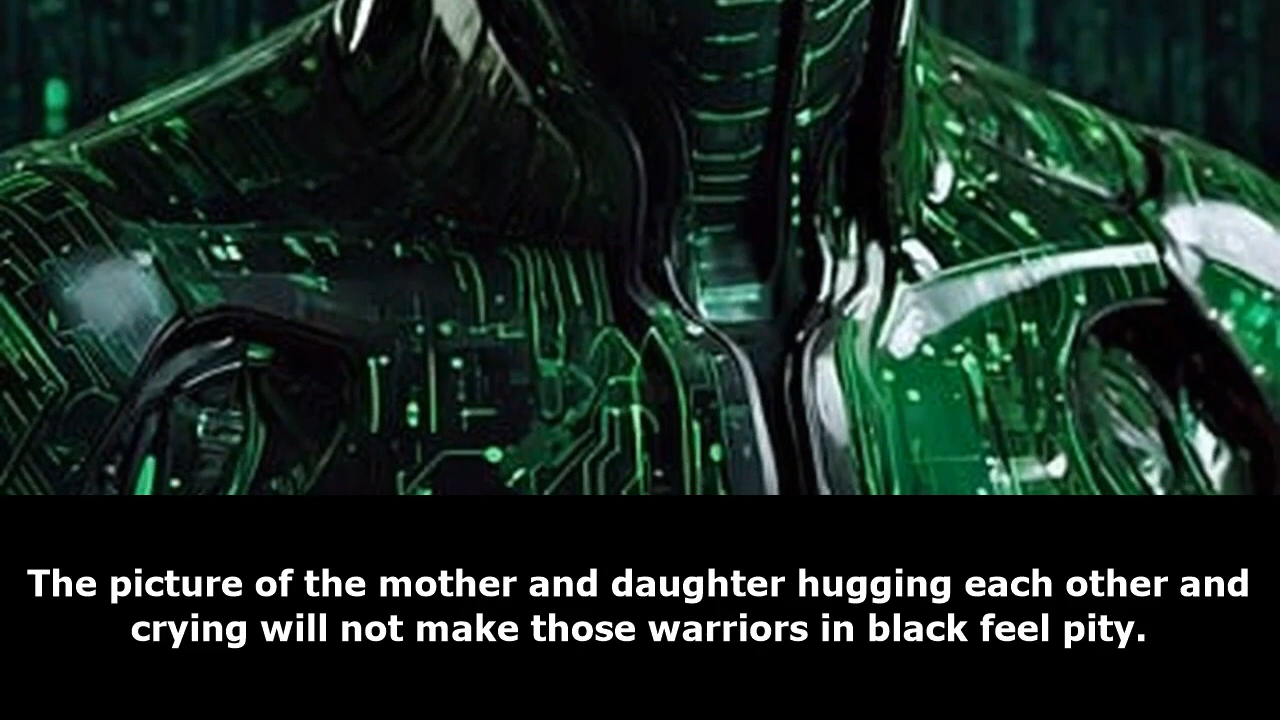 The picture of the mother and daughter hugging each other and
crying will not make those warriors in black feel pity.